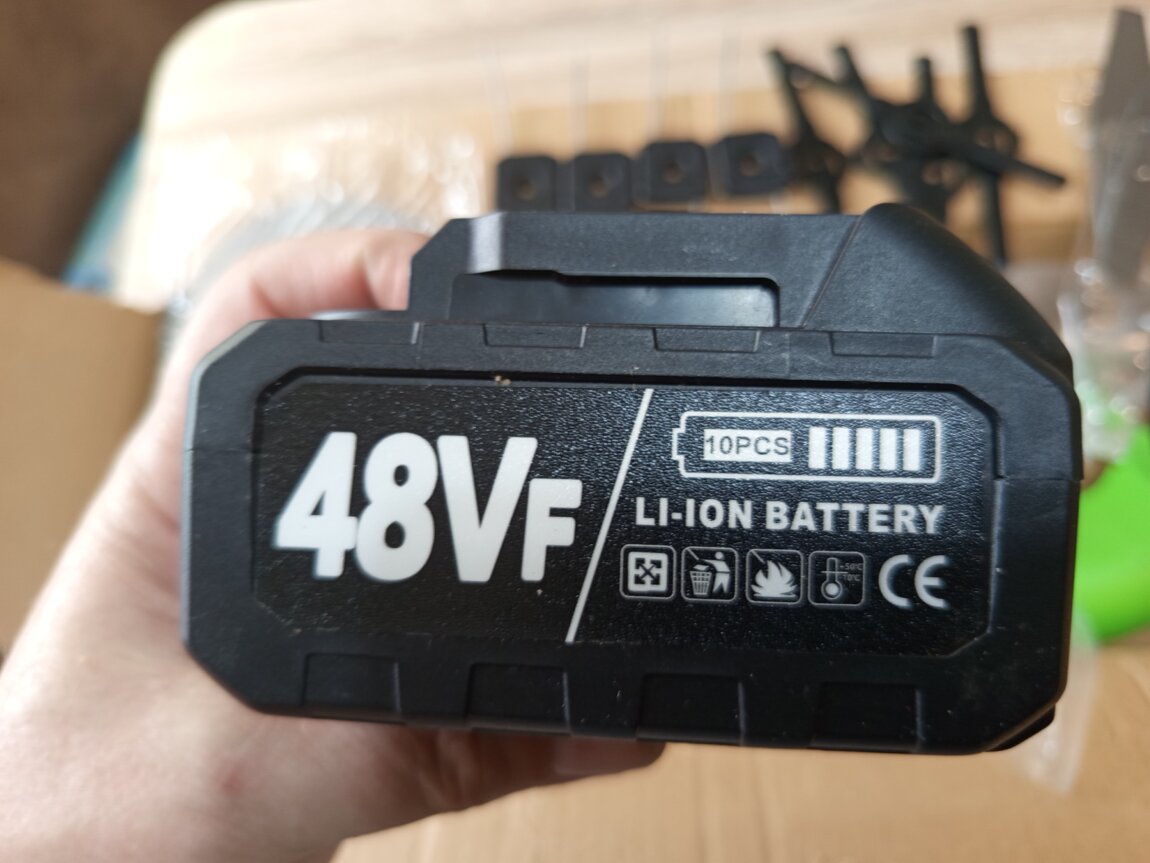 48VF
10PCS
LI-ION BATTERY
CE